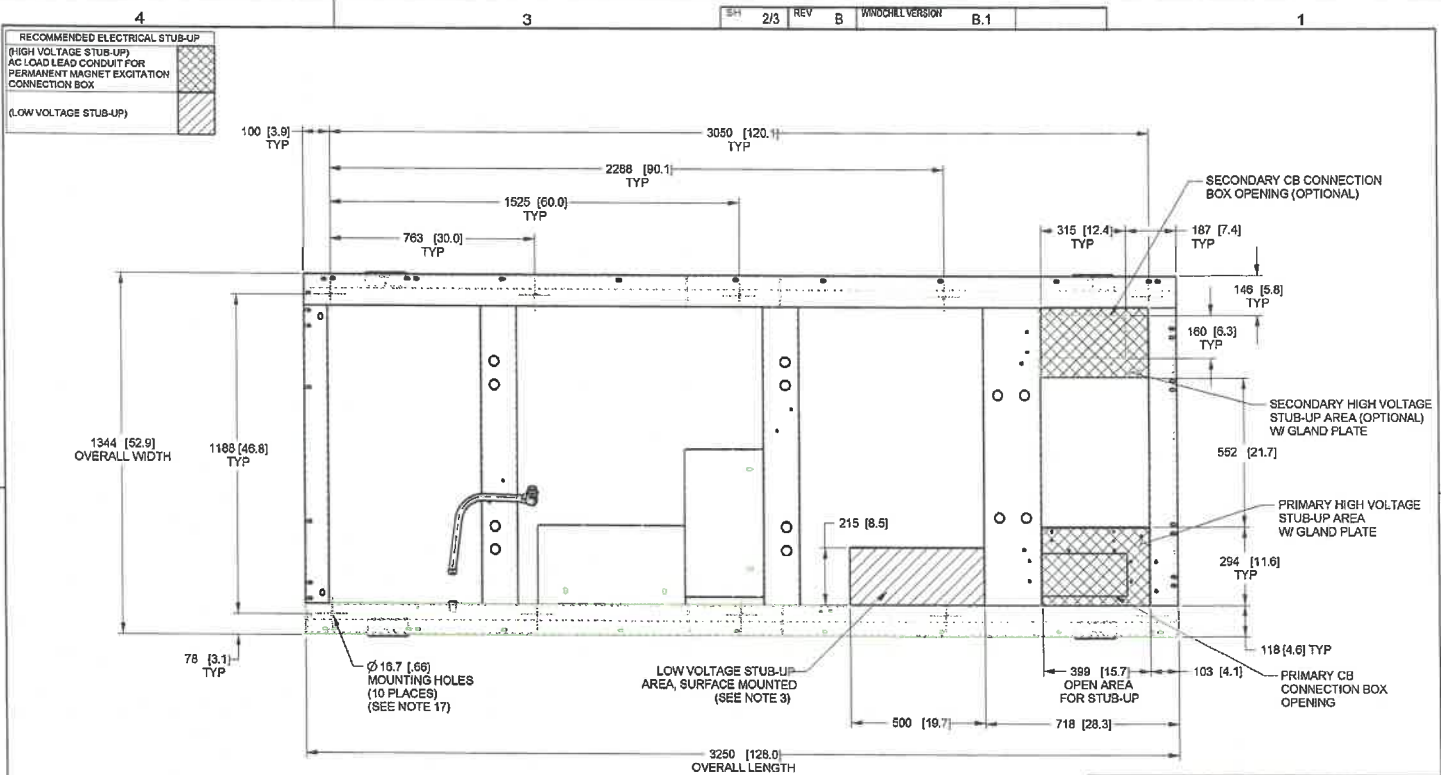 4
3
SH 2/3 REV B WINDCHILL VERSION B.1
1
RECOMMENDED ELECTRICAL STUB-UP
(HIGH VOLTAGE STUB-UP)
AC LOAD LEAD CONDUIT FOR
PERMANENT MAGNET EXCITATION
CONNECTION BOX
(LOW VOLTAGE STUB-UP)
100 [3.9]
TYP
3050 [120.1]
TYP
2288 [90.1]
TYP
1525 [60.0]
TYP
763 [30.0]
TYP
SECONDARY CB CONNECTION
BOX OPENING (OPTIONAL)
315 [12.4]
TYP
187 [7.4]
TYP
146 [5.8]
TYP
160 [6.3]
TYP
SECONDARY HIGH VOLTAGE
STUB-UP AREA (OPTIONAL)
W/ GLAND PLATE
1344 [52.9]
OVERALL WIDTH
1188 [46.8]
TYP
552 [21.7]
215 [8.5]
PRIMARY HIGH VOLTAGE
STUB-UP AREA
W/ GLAND PLATE
294 [11.6]
TYP
78 [3.1]
TYP
Ø16.7 [.66]
MOUNTING HOLES
(10 PLACES)
(SEE NOTE 17)
LOW VOLTAGE STUB-UP
AREA, SURFACE MOUNTED
(SEE NOTE 3)
118 [4.6] TYP
399 [15.7]
OPEN AREA
FOR STUB-UP
103 [4.1]
PRIMARY CB
CONNECTION BOX
OPENING
500 [19.7]
718 [28.3]
3250 [128.0]
OVERALL LENGTH